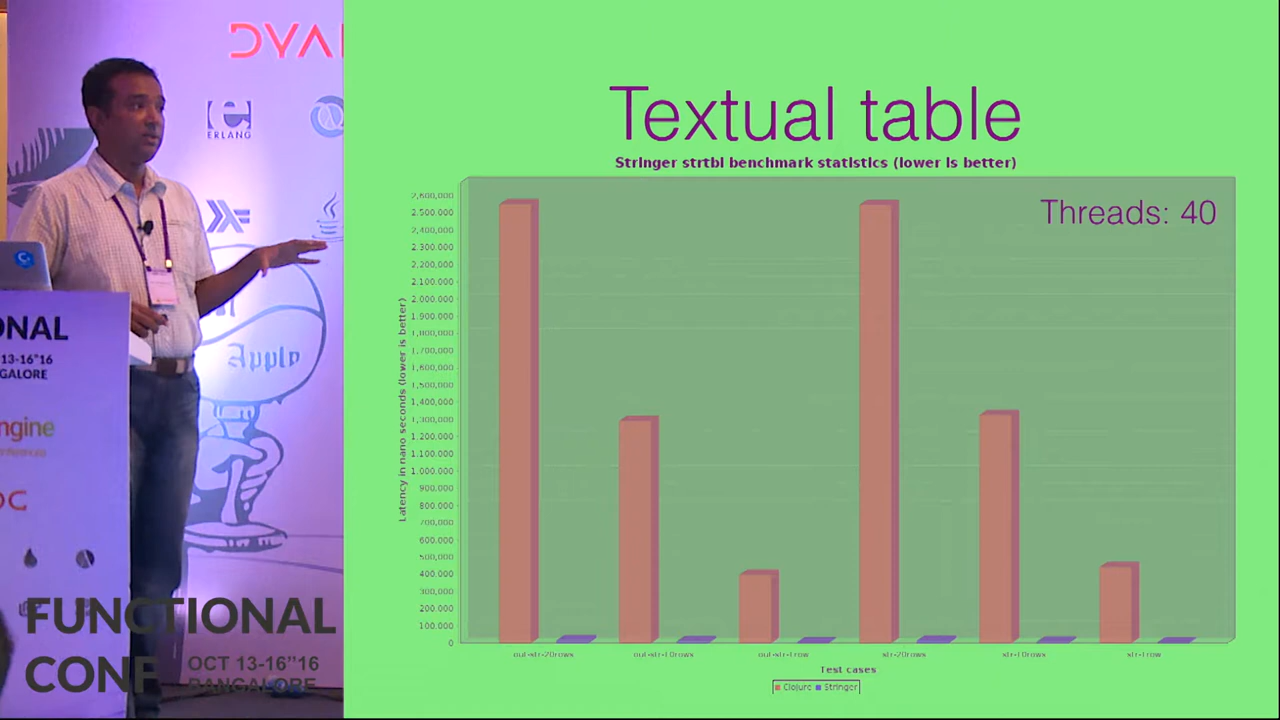 DYA
ERLANG
Apply
ONAL
13-16"16
GALORE
ngine
OC
FUNCTIONAL
CONF
OCT 13-16"16
BANGALORE
Textual table
Stringer strtbl benchmark statistics (lower is better)
Threads: 40
Latency in nano seconds (lower is better)
2,600,000
2,500,000
2,400,000
2,300,000
2,200,000
2,100,000
2,000,000
1,900,000
1,800,000
1,700,000
1,600,000
1,500,000
1,400,000
1,300,000
1,200,000
1,100,000
1,000,000
900,000
800,000
700,000
600,000
500,000
400,000
300,000
200,000
100,000
0
out-str-20rows out-str-10rows out-str-1row str-20rows str-10rows str-1row
Test cases
Clojure Stringer